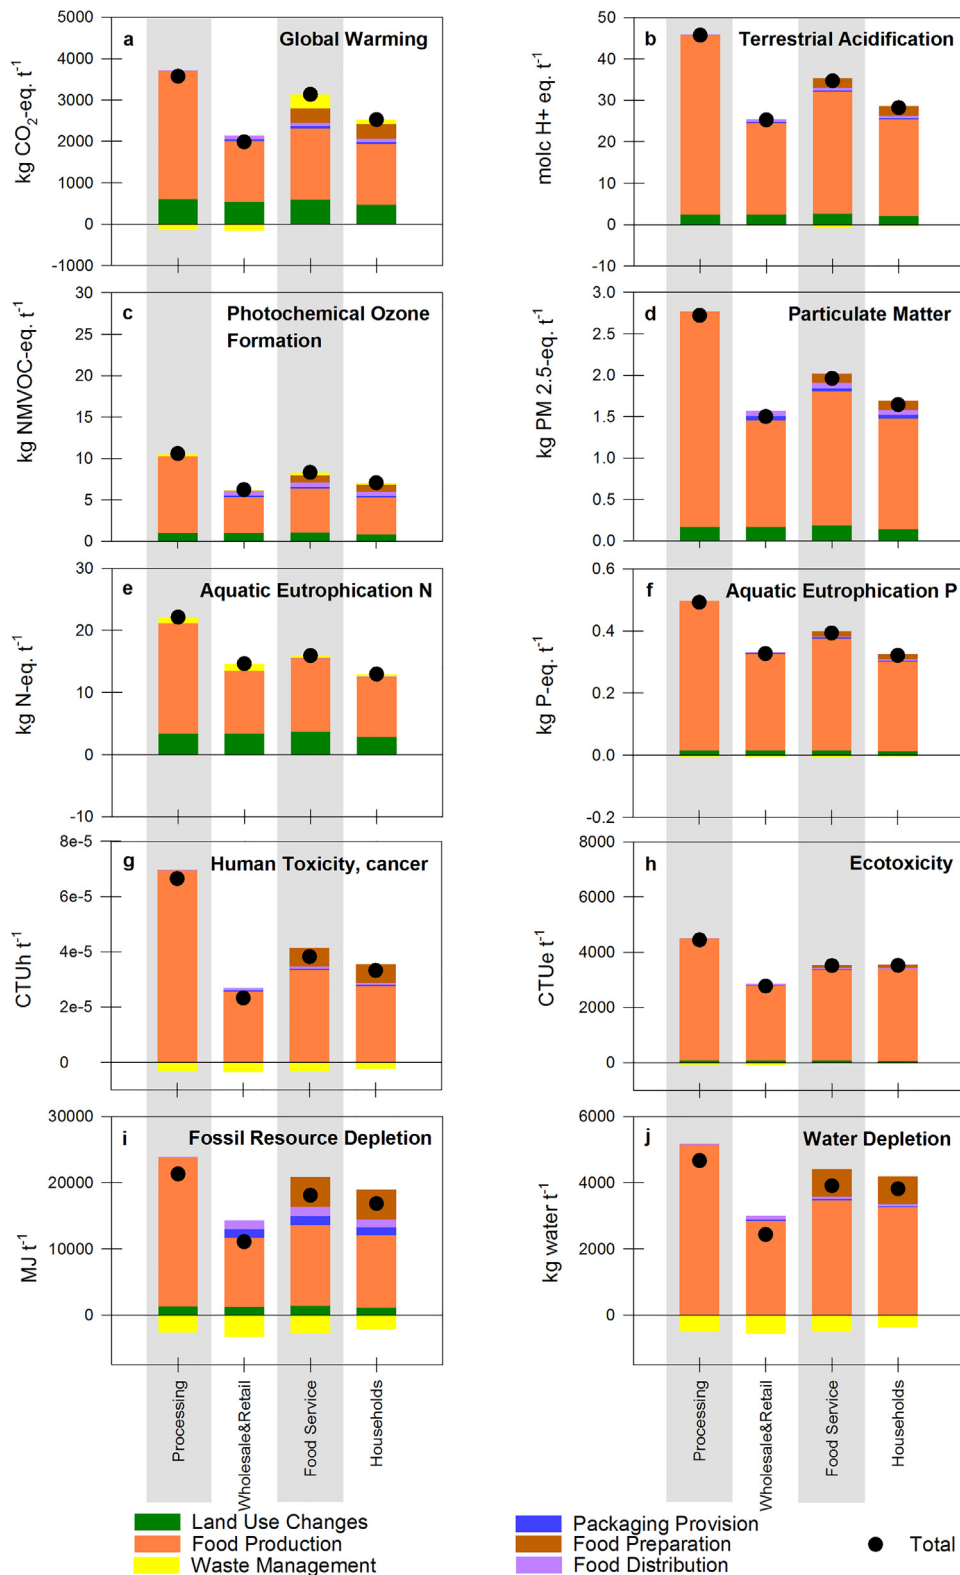 a Global Warming
kg CO₂-eq. t⁻¹
5000
4000
3000
2000
1000
0
-1000
b Terrestrial Acidification
molc H+ eq. t⁻¹
50
40
30
20
10
0
-10
c Photochemical Ozone
Formation
kg NMVOC-eq. t⁻¹
30
25
20
15
10
5
0
d Particulate Matter
kg PM 2.5-eq. t⁻¹
3.0
2.5
2.0
1.5
1.0
0.5
0.0
e Aquatic Eutrophication N
kg N-eq. t⁻¹
30
20
10
0
-10
f Aquatic Eutrophication P
kg P-eq. t⁻¹
0.6
0.4
0.2
0.0
-0.2
g Human Toxicity, cancer
CTUh t⁻¹
8e-5
6e-5
4e-5
2e-5
0
h Ecotoxicity
CTUe t⁻¹
8000
6000
4000
2000
0
i Fossil Resource Depletion
MJ t⁻¹
30000
20000
10000
0
j Water Depletion
kg water t⁻¹
6000
4000
2000
0
Processing
Wholesale&Retail
Food Service
Households
Processing
Wholesale&Retail
Food Service
Households
Land Use Changes
Food Production
Waste Management
Packaging Provision
Food Preparation
Food Distribution
Total